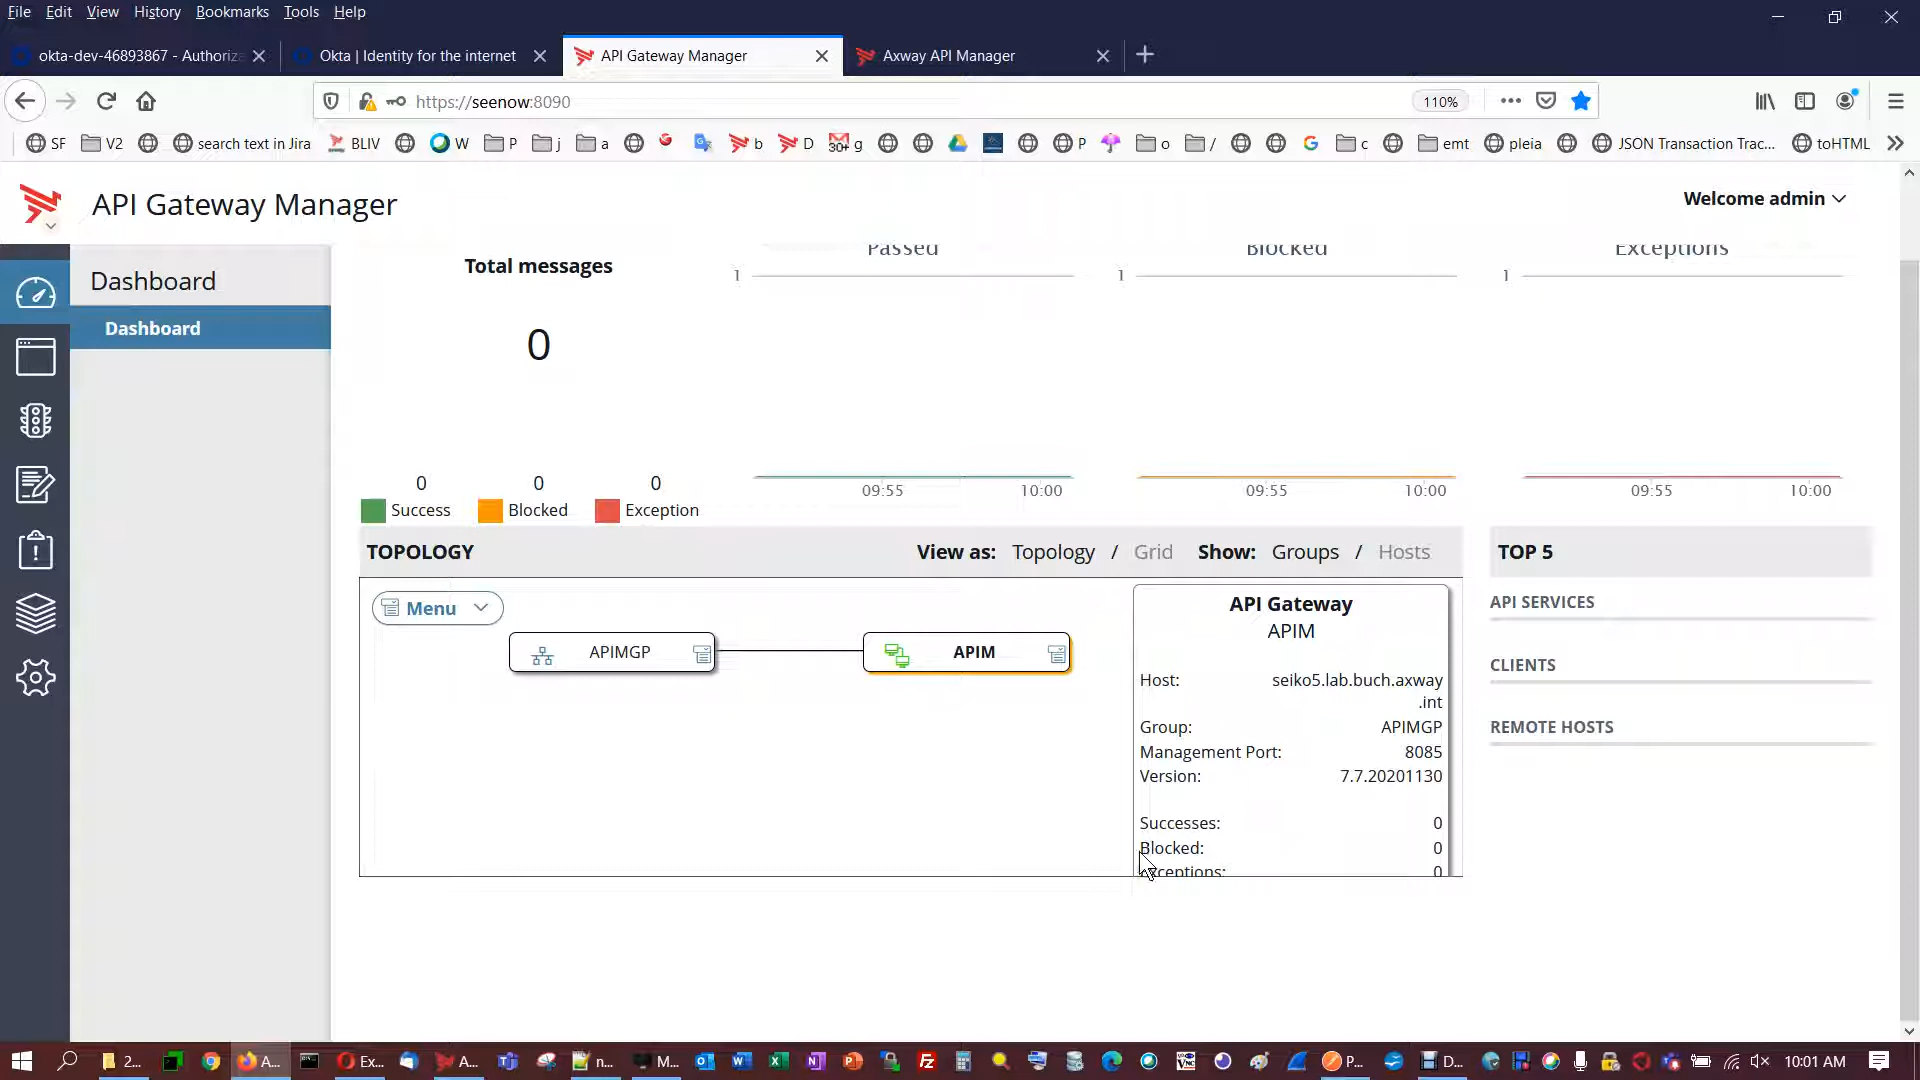 File Edit View History Bookmarks Tools Help
okta-dev-46893867 - Authoriza
Okta | Identity for the internet
API Gateway Manager
Axway API Manager
https://seenow:8090
110%
SF V2 search text in Jira BLIV W P j a b D 30+ g P o / c emt pleia JSON Transaction Trac... toHTML
API Gateway Manager
Welcome admin
Dashboard
Dashboard
Total messages
0
0 0 0
Success Blocked Exception
Passed
1
09:55 10:00
Blocked
1
09:55 10:00
Exceptions
1
09:55 10:00
TOPOLOGY
View as: Topology / Grid Show: Groups / Hosts
Menu
APIMGP
APIM
API Gateway
APIM
Host: seiko5.lab.buch.axway
.int
Group: APIMGP
Management Port: 8085
Version: 7.7.20201130
Successes: 0
Blocked: 0
Exceptions: 0
TOP 5
API SERVICES
CLIENTS
REMOTE HOSTS
2... A... Ex... A... n... M... P... D... 10:01 AM